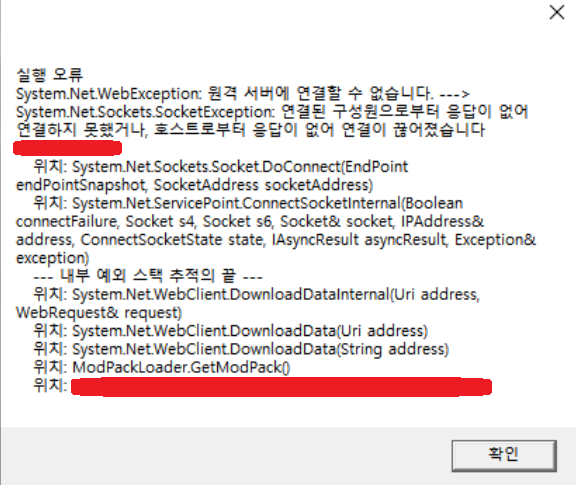 실행 오류
System.Net.WebException: 원격 서버에 연결할 수 없습니다. --->
System.Net.Sockets.SocketException: 연결된 구성원으로부터 응답이 없어
연결하지 못했거나, 호스트로부터 응답이 없어 연결이 끊어졌습니다
위치: System.Net.Sockets.Socket.DoConnect(EndPoint
endPointSnapshot, SocketAddress socketAddress)
위치: System.Net.ServicePoint.ConnectSocketInternal(Boolean
connectFailure, Socket s4, Socket s6, Socket& socket, IPAddress&
address, ConnectSocketState state, IAsyncResult asyncResult, Exception&
exception)
--- 내부 예외 스택 추적의 끝 ---
위치: System.Net.WebClient.DownloadDataInternal(Uri address,
WebRequest& request)
위치: System.Net.WebClient.DownloadData(Uri address)
위치: System.Net.WebClient.DownloadData(String address)
위치: ModPackLoader.GetModPack()
위치:
확인